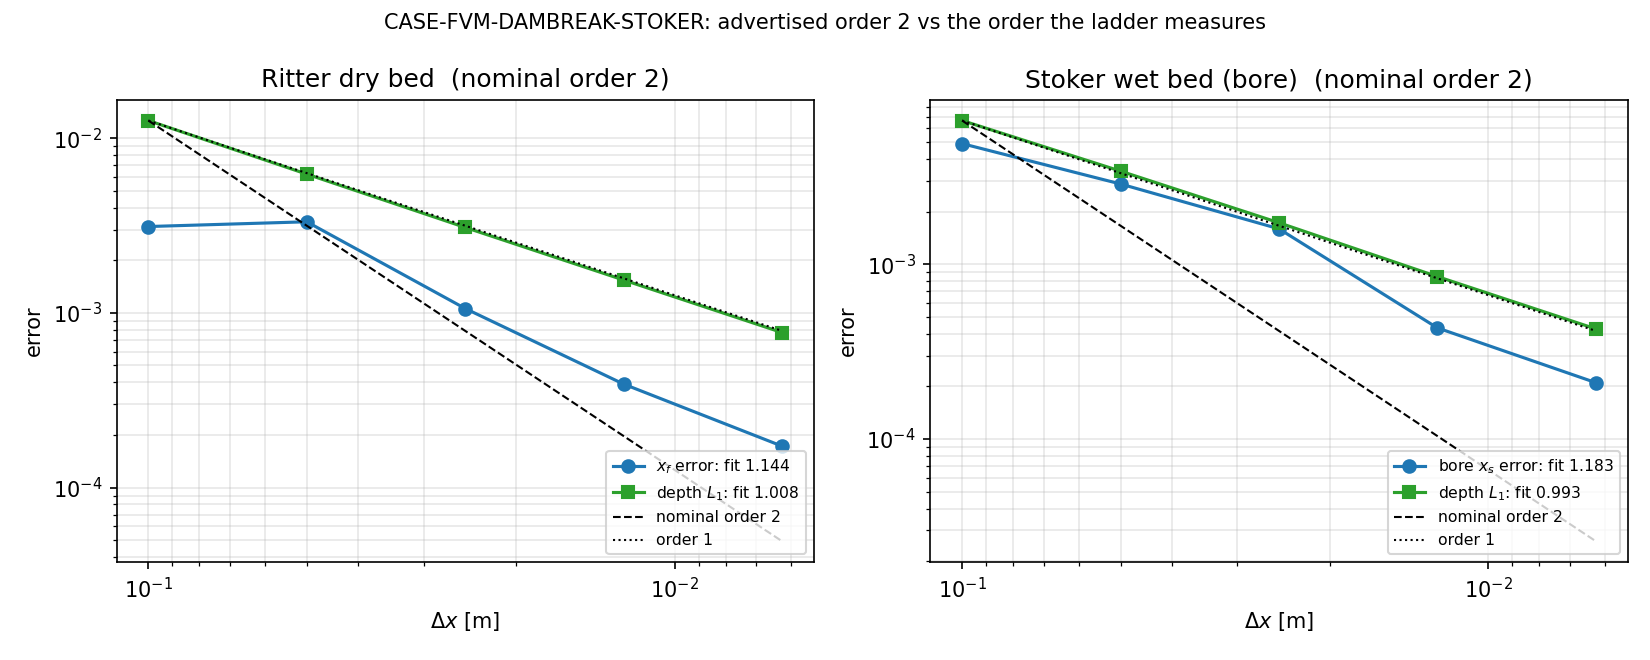 CASE-FVM-DAMBREAK-STOKER: advertised order 2 vs the order the ladder measures
Ritter dry bed  (nominal order 2)
error
10⁻²
10⁻³
10⁻⁴
10⁻¹
10⁻²
Δx [m]
x_f error: fit 1.144
depth L₁: fit 1.008
nominal order 2
order 1
Stoker wet bed (bore)  (nominal order 2)
error
10⁻³
10⁻⁴
10⁻¹
10⁻²
Δx [m]
bore x_s error: fit 1.183
depth L₁: fit 0.993
nominal order 2
order 1